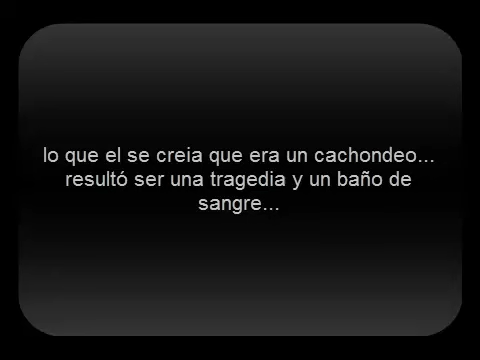 lo que el se creia que era un cachondeo...
resultó ser una tragedia y un baño de
sangre...